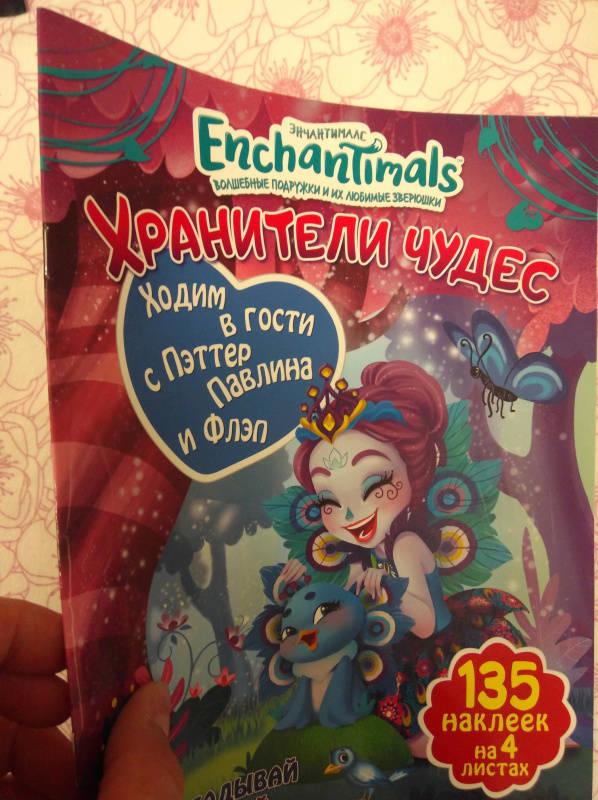 ЭНЧАНТИМАЛС
EnchanTimals
ВОЛШЕБНЫЕ ПОДРУЖКИ И ИХ ЛЮБИМЫЕ ЗВЕРЮШКИ
ХРАНИТЕЛИ ЧУДЕС
Ходим
в гости
с Пэттер
Павлина
и Флэп
135
наклеек
на 4
листах